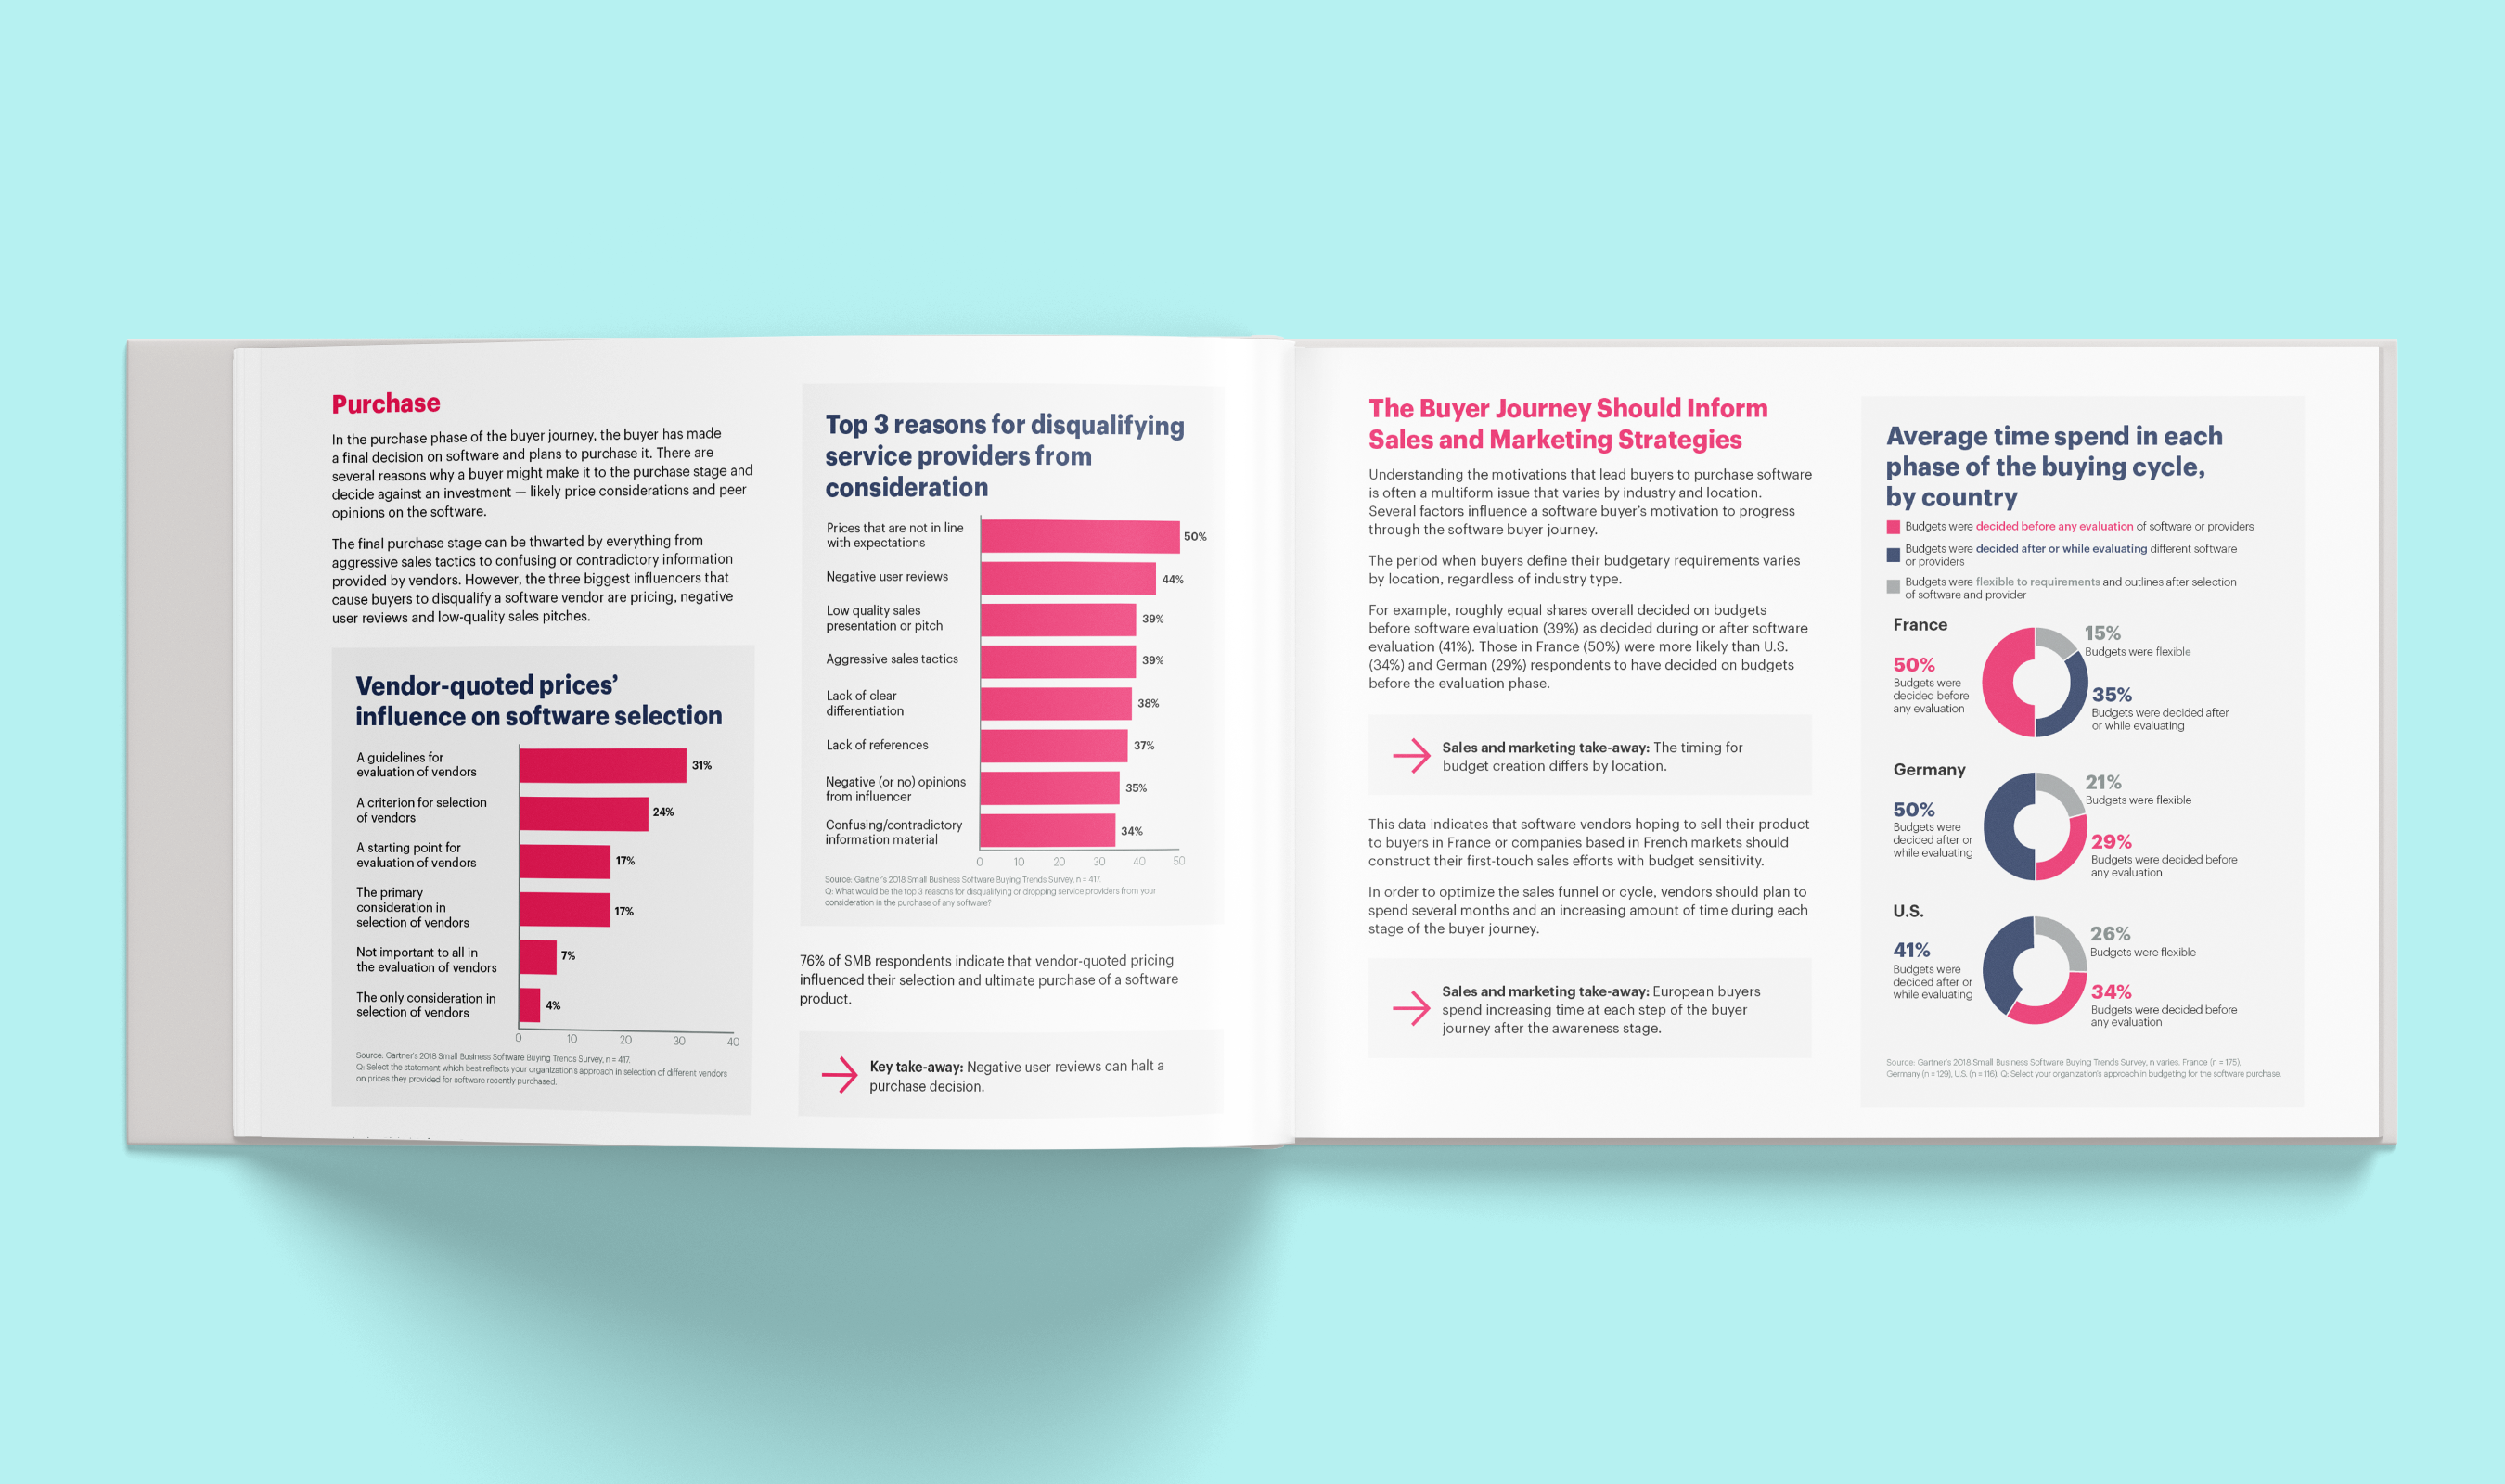 Purchase
In the purchase phase of the buyer journey, the buyer has made
a final decision on software and plans to purchase it. There are
several reasons why a buyer might make it to the purchase stage and
decide against an investment — likely price considerations and peer
opinions on the software.
The final purchase stage can be thwarted by everything from
aggressive sales tactics to confusing or contradictory information
provided by vendors. However, the three biggest influencers that
cause buyers to disqualify a software vendor are pricing, negative
user reviews and low-quality sales pitches.
Vendor-quoted prices’
influence on software selection
A guidelines for
evaluation of vendors
31%
A criterion for selection
of vendors
24%
A starting point for
evaluation of vendors
17%
The primary
consideration in
selection of vendors
17%
Not important to all in
the evaluation of vendors
7%
The only consideration in
selection of vendors
4%
0 10 20 30 40
Source: Gartner's 2018 Small Business Software Buying Trends Survey, n = 417.
Q: Select the statement which best reflects your organization's approach in selection of different vendors
on prices they provided for software recently purchased.
Top 3 reasons for disqualifying
service providers from
consideration
Prices that are not in line
with expectations
50%
Negative user reviews
44%
Low quality sales
presentation or pitch
39%
Aggressive sales tactics
39%
Lack of clear
differentiation
38%
Lack of references
37%
Negative (or no) opinions
from influencer
35%
Confusing/contradictory
information material
34%
0 10 20 30 40 50
Source: Gartner's 2018 Small Business Software Buying Trends Survey, n = 417.
Q: What would be the top 3 reasons for disqualifying or dropping service providers from your
consideration in the purchase of any software?
76% of SMB respondents indicate that vendor-quoted pricing
influenced their selection and ultimate purchase of a software
product.
Key take-away: Negative user reviews can halt a
purchase decision.
The Buyer Journey Should Inform
Sales and Marketing Strategies
Understanding the motivations that lead buyers to purchase software
is often a multiform issue that varies by industry and location.
Several factors influence a software buyer's motivation to progress
through the software buyer journey.
The period when buyers define their budgetary requirements varies
by location, regardless of industry type.
For example, roughly equal shares overall decided on budgets
before software evaluation (39%) as decided during or after software
evaluation (41%). Those in France (50%) were more likely than U.S.
(34%) and German (29%) respondents to have decided on budgets
before the evaluation phase.
Sales and marketing take-away: The timing for
budget creation differs by location.
This data indicates that software vendors hoping to sell their product
to buyers in France or companies based in French markets should
construct their first-touch sales efforts with budget sensitivity.
In order to optimize the sales funnel or cycle, vendors should plan to
spend several months and an increasing amount of time during each
stage of the buyer journey.
Sales and marketing take-away: European buyers
spend increasing time at each step of the buyer
journey after the awareness stage.
Average time spend in each
phase of the buying cycle,
by country
Budgets were decided before any evaluation of software or providers
Budgets were decided after or while evaluating different software
or providers
Budgets were flexible to requirements and outlines after selection
of software and provider
France
50%
Budgets were
decided before
any evaluation
15%
Budgets were flexible
35%
Budgets were decided after
or while evaluating
Germany
50%
Budgets were
decided after or
while evaluating
21%
Budgets were flexible
29%
Budgets were decided before
any evaluation
U.S.
41%
Budgets were
decided after or
while evaluating
26%
Budgets were flexible
34%
Budgets were decided before
any evaluation
Source: Gartner's 2018 Small Business Software Buying Trends Survey, n varies. France (n = 175).
Germany (n = 129), U.S. (n = 116). Q: Select your organization's approach in budgeting for the software purchase.